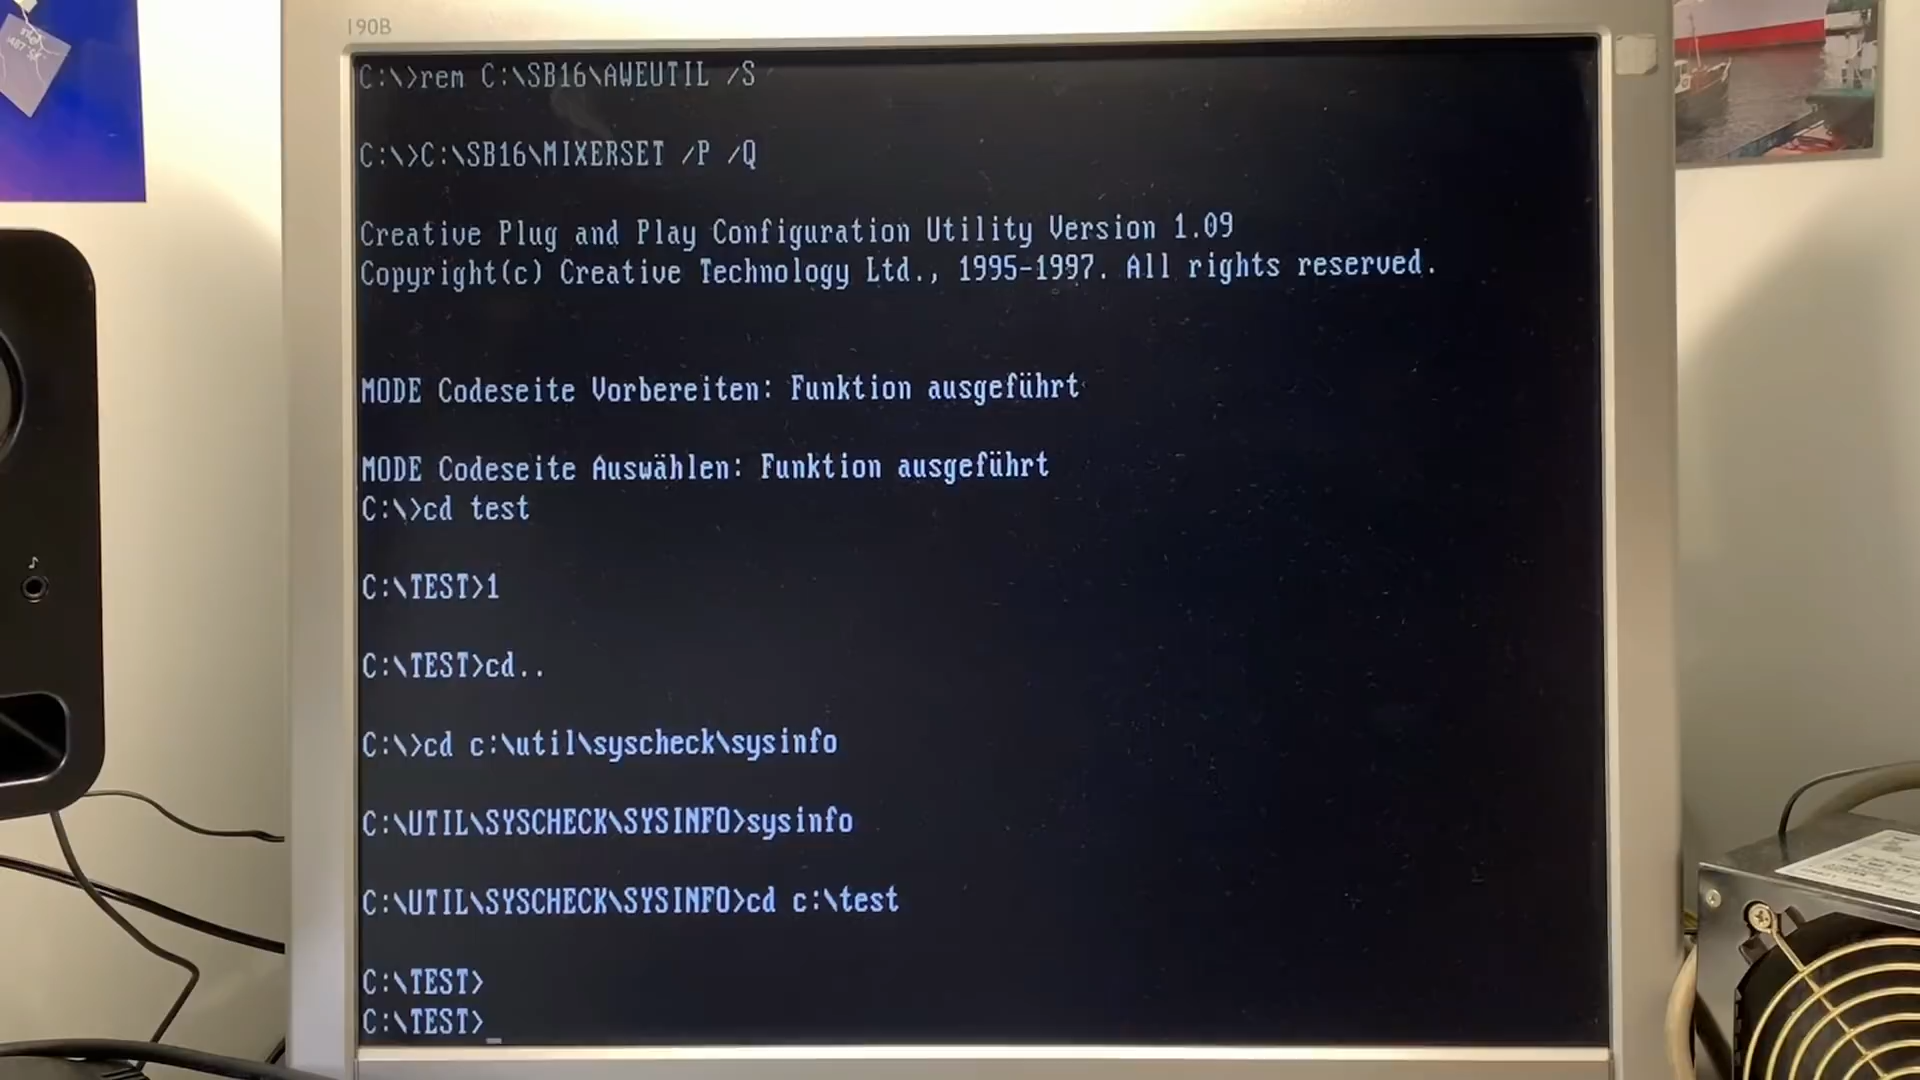 190B
C:\>rem C:\SB16\AWEUTIL /S
C:\>C:\SB16\MIXERSET /P /Q
Creative Plug and Play Configuration Utility Version 1.09
Copyright(c) Creative Technology Ltd., 1995-1997. All rights reserved.
MODE Codeseite Vorbereiten: Funktion ausgeführt
MODE Codeseite Auswählen: Funktion ausgeführt
C:\>cd test
C:\TEST>1
C:\TEST>cd..
C:\>cd c:\util\syscheck\sysinfo
C:\UTIL\SYSCHECK\SYSINFO>sysinfo
C:\UTIL\SYSCHECK\SYSINFO>cd c:\test
C:\TEST>
C:\TEST>_